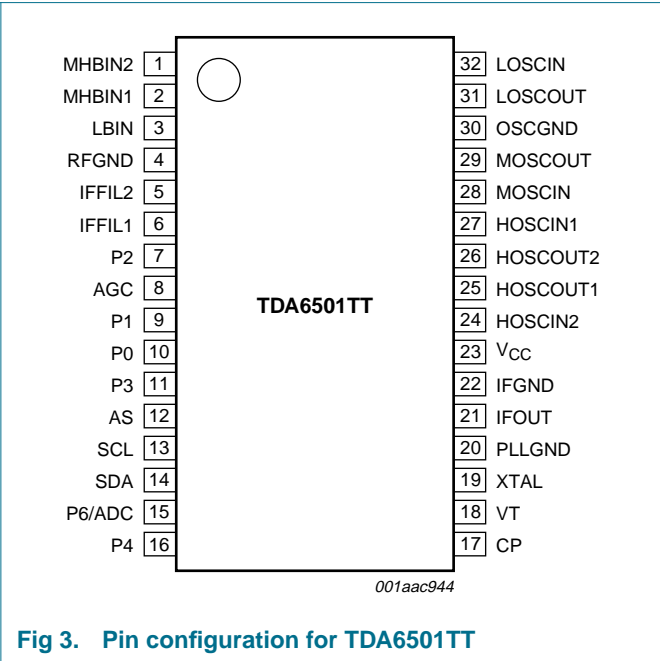 MHBIN2 1
MHBIN1 2
LBIN 3
RFGND 4
IFFIL2 5
IFFIL1 6
P2 7
AGC 8
P1 9
P0 10
P3 11
AS 12
SCL 13
SDA 14
P6/ADC 15
P4 16
TDA6501TT
32 LOSCIN
31 LOSCOUT
30 OSCGND
29 MOSCOUT
28 MOSCIN
27 HOSCIN1
26 HOSCOUT2
25 HOSCOUT1
24 HOSCIN2
23 VCC
22 IFGND
21 IFOUT
20 PLLGND
19 XTAL
18 VT
17 CP
001aac944
Fig 3. Pin configuration for TDA6501TT